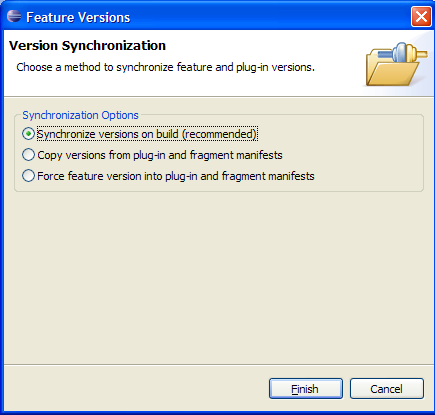 Feature Versions
Version Synchronization
Choose a method to synchronize feature and plug-in versions.
Synchronization Options
Synchronize versions on build (recommended)
Copy versions from plug-in and fragment manifests
Force feature version into plug-in and fragment manifests
Finish
Cancel